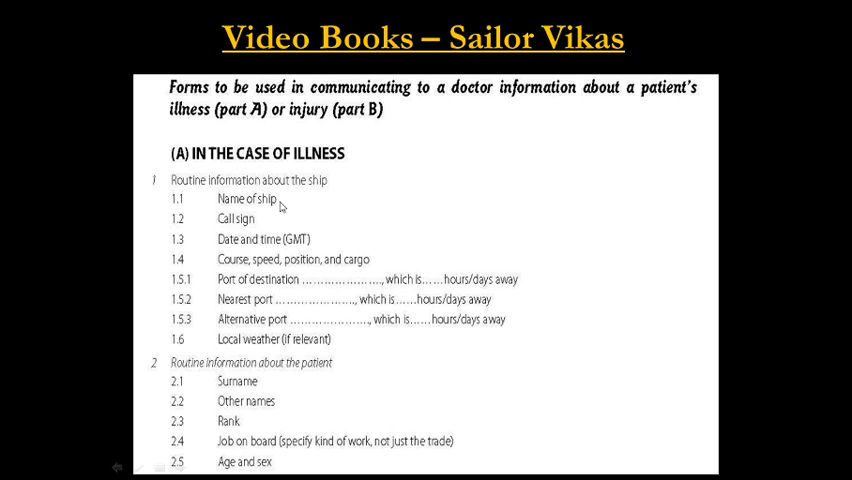 Video Books – Sailor Vikas
Forms to be used in communicating to a doctor information about a patient's
illness (part A) or injury (part B)
(A) IN THE CASE OF ILLNESS
1 Routine information about the ship
1.1 Name of ship
1.2 Call sign
1.3 Date and time (GMT)
1.4 Course, speed, position, and cargo
1.5.1 Port of destination …………………., which is……hours/days away
1.5.2 Nearest port …………………., which is……hours/days away
1.5.3 Alternative port …………………., which is……hours/days away
1.6 Local weather (if relevant)
2 Routine information about the patient
2.1 Surname
2.2 Other names
2.3 Rank
2.4 Job on board (specify kind of work, not just the trade)
2.5 Age and sex